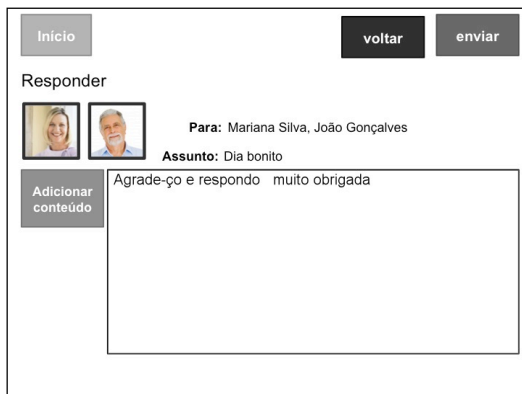 Início
voltar
enviar
Responder
Para: Mariana Silva, João Gonçalves
Assunto: Dia bonito
Adicionar
conteúdo
Agrade-ço e respondo muito obrigada